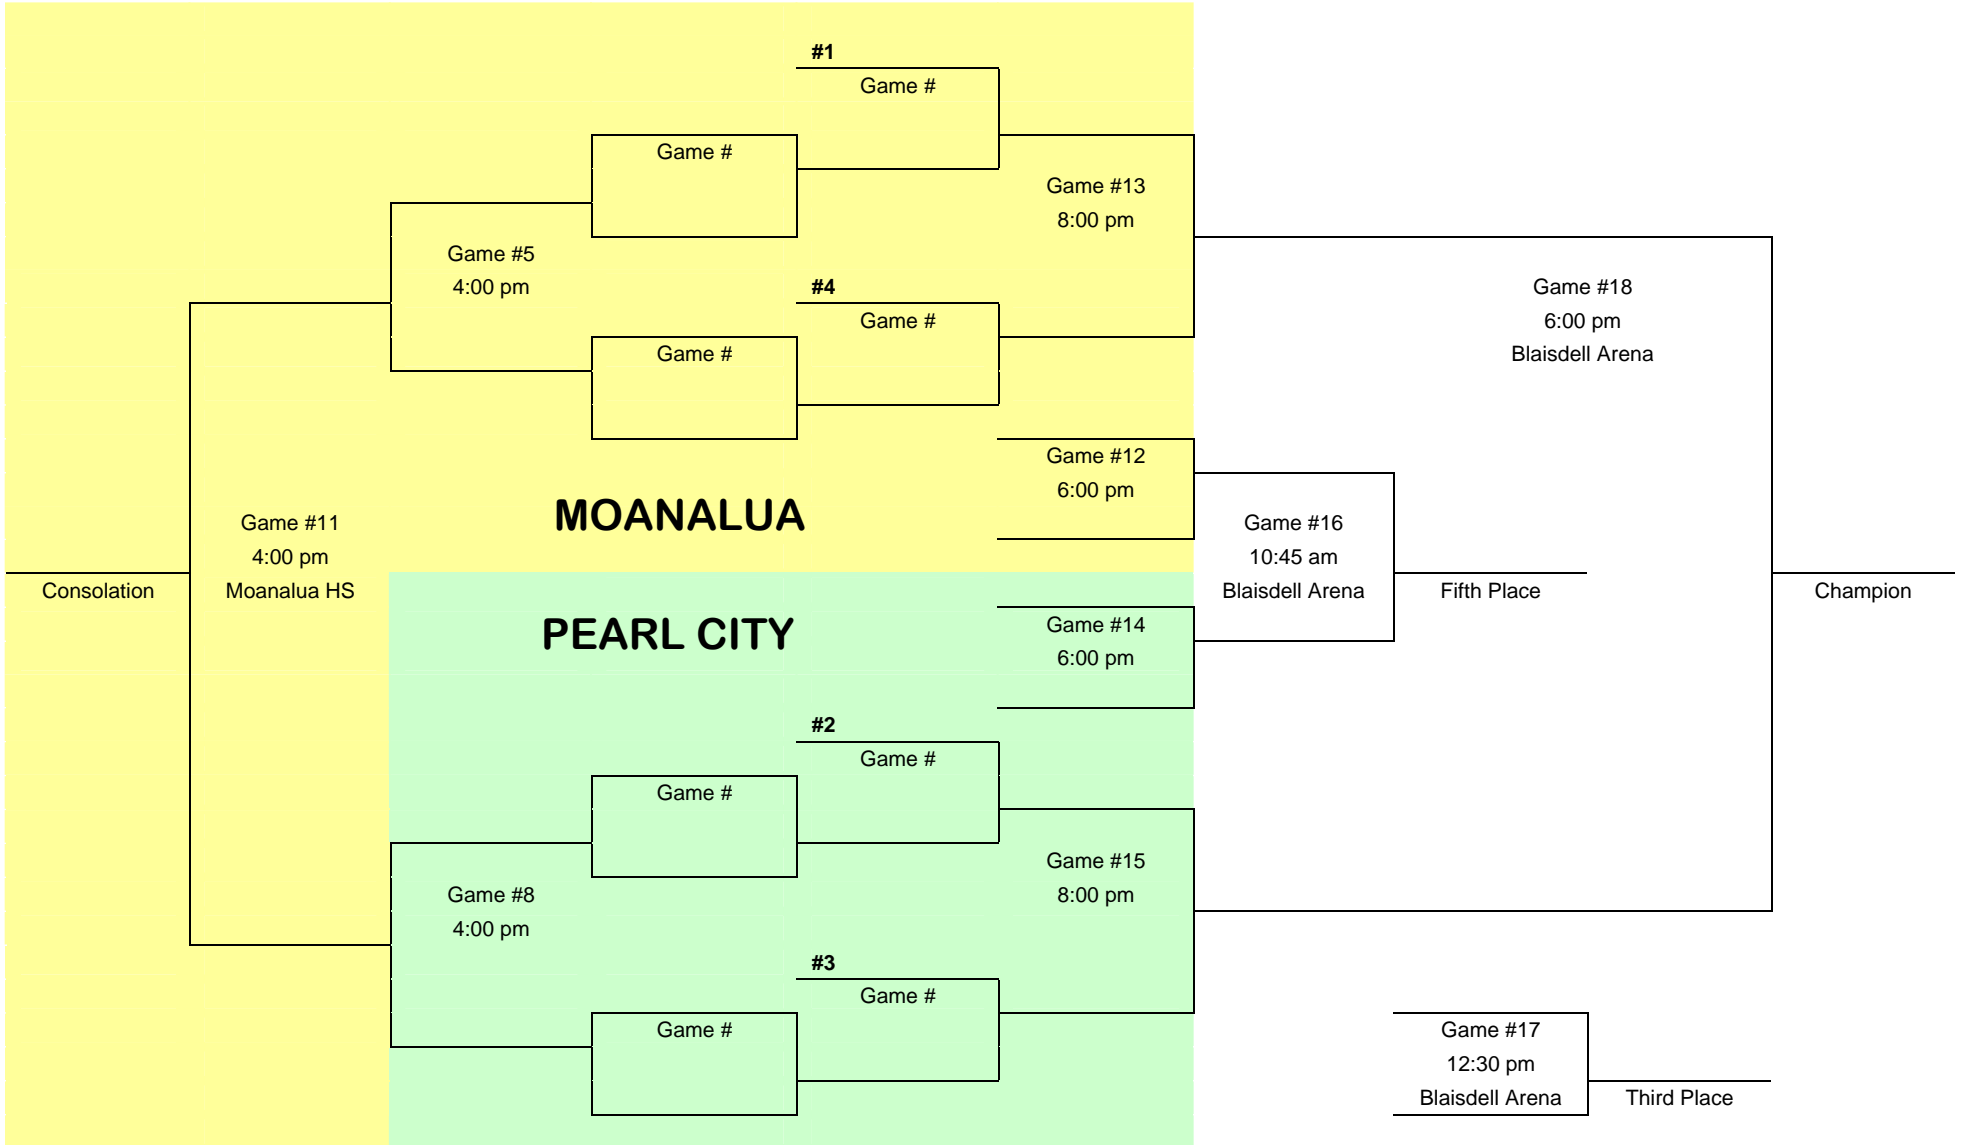 #1
Game #
Game #
Game #13
8:00 pm
Game #5
4:00 pm
#4
Game #
Game #
Game #18
6:00 pm
Blaisdell Arena
Game #12
6:00 pm
MOANALUA
Game #11
4:00 pm
Moanalua HS
Consolation
Game #16
10:45 am
Blaisdell Arena
Fifth Place
Champion
PEARL CITY
Game #14
6:00 pm
#2
Game #
Game #
Game #15
8:00 pm
Game #8
4:00 pm
#3
Game #
Game #
Game #17
12:30 pm
Blaisdell Arena
Third Place